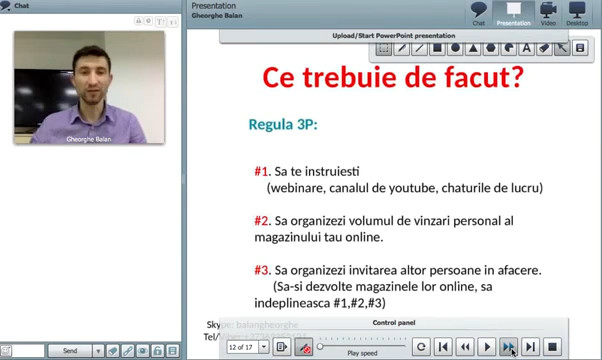 Chat
Gheorghe Balan
Send
Presentation
Gheorghe Balan
Chat
Presentation
Video
Desktop
Upload/Start PowerPoint presentation
Ce trebuie de facut?
Regula 3P:
#1. Sa te instruiesti
(webinare, canalul de youtube, chaturile de lucru)
#2. Sa organizezi volumul de vinzari personal al
magazinului tau online.
#3. Sa organizezi invitarea altor persoane in afacere.
(Sa-si dezvolte magazinele lor online, sa
indeplineasca #1,#2,#3)
Skype: balangheorghe
Control panel
12 of 17
Play speed